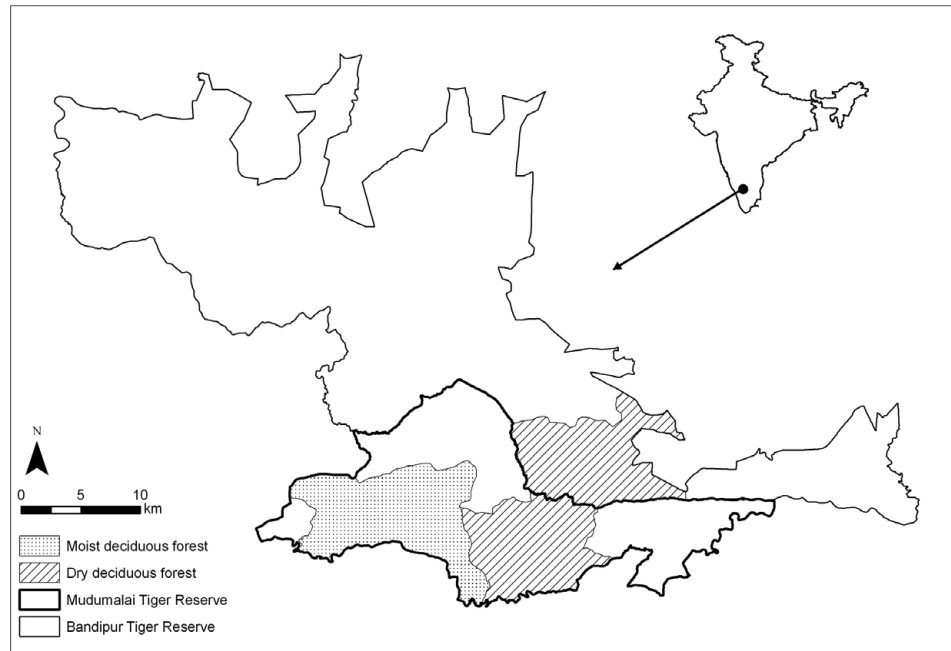 N
0 5 10
km
Moist deciduous forest
Dry deciduous forest
Mudumalai Tiger Reserve
Bandipur Tiger Reserve